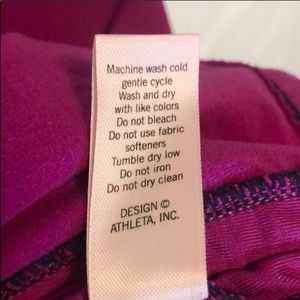 Machine wash cold
gentle cycle
Wash and dry
with like colors
Do not bleach
Do not use fabric
softeners
Tumble dry low
Do not iron
Do not dry clean
DESIGN ©
ATHLETA, INC.